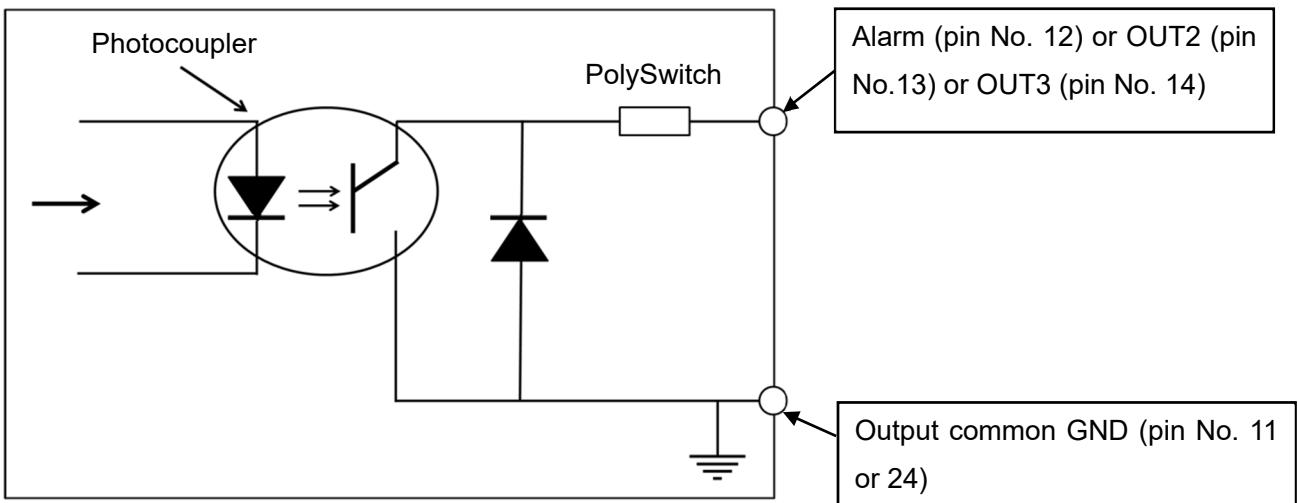 Photocoupler
PolySwitch
Alarm (pin No. 12) or OUT2 (pin
No.13) or OUT3 (pin No. 14)
Output common GND (pin No. 11
or 24)